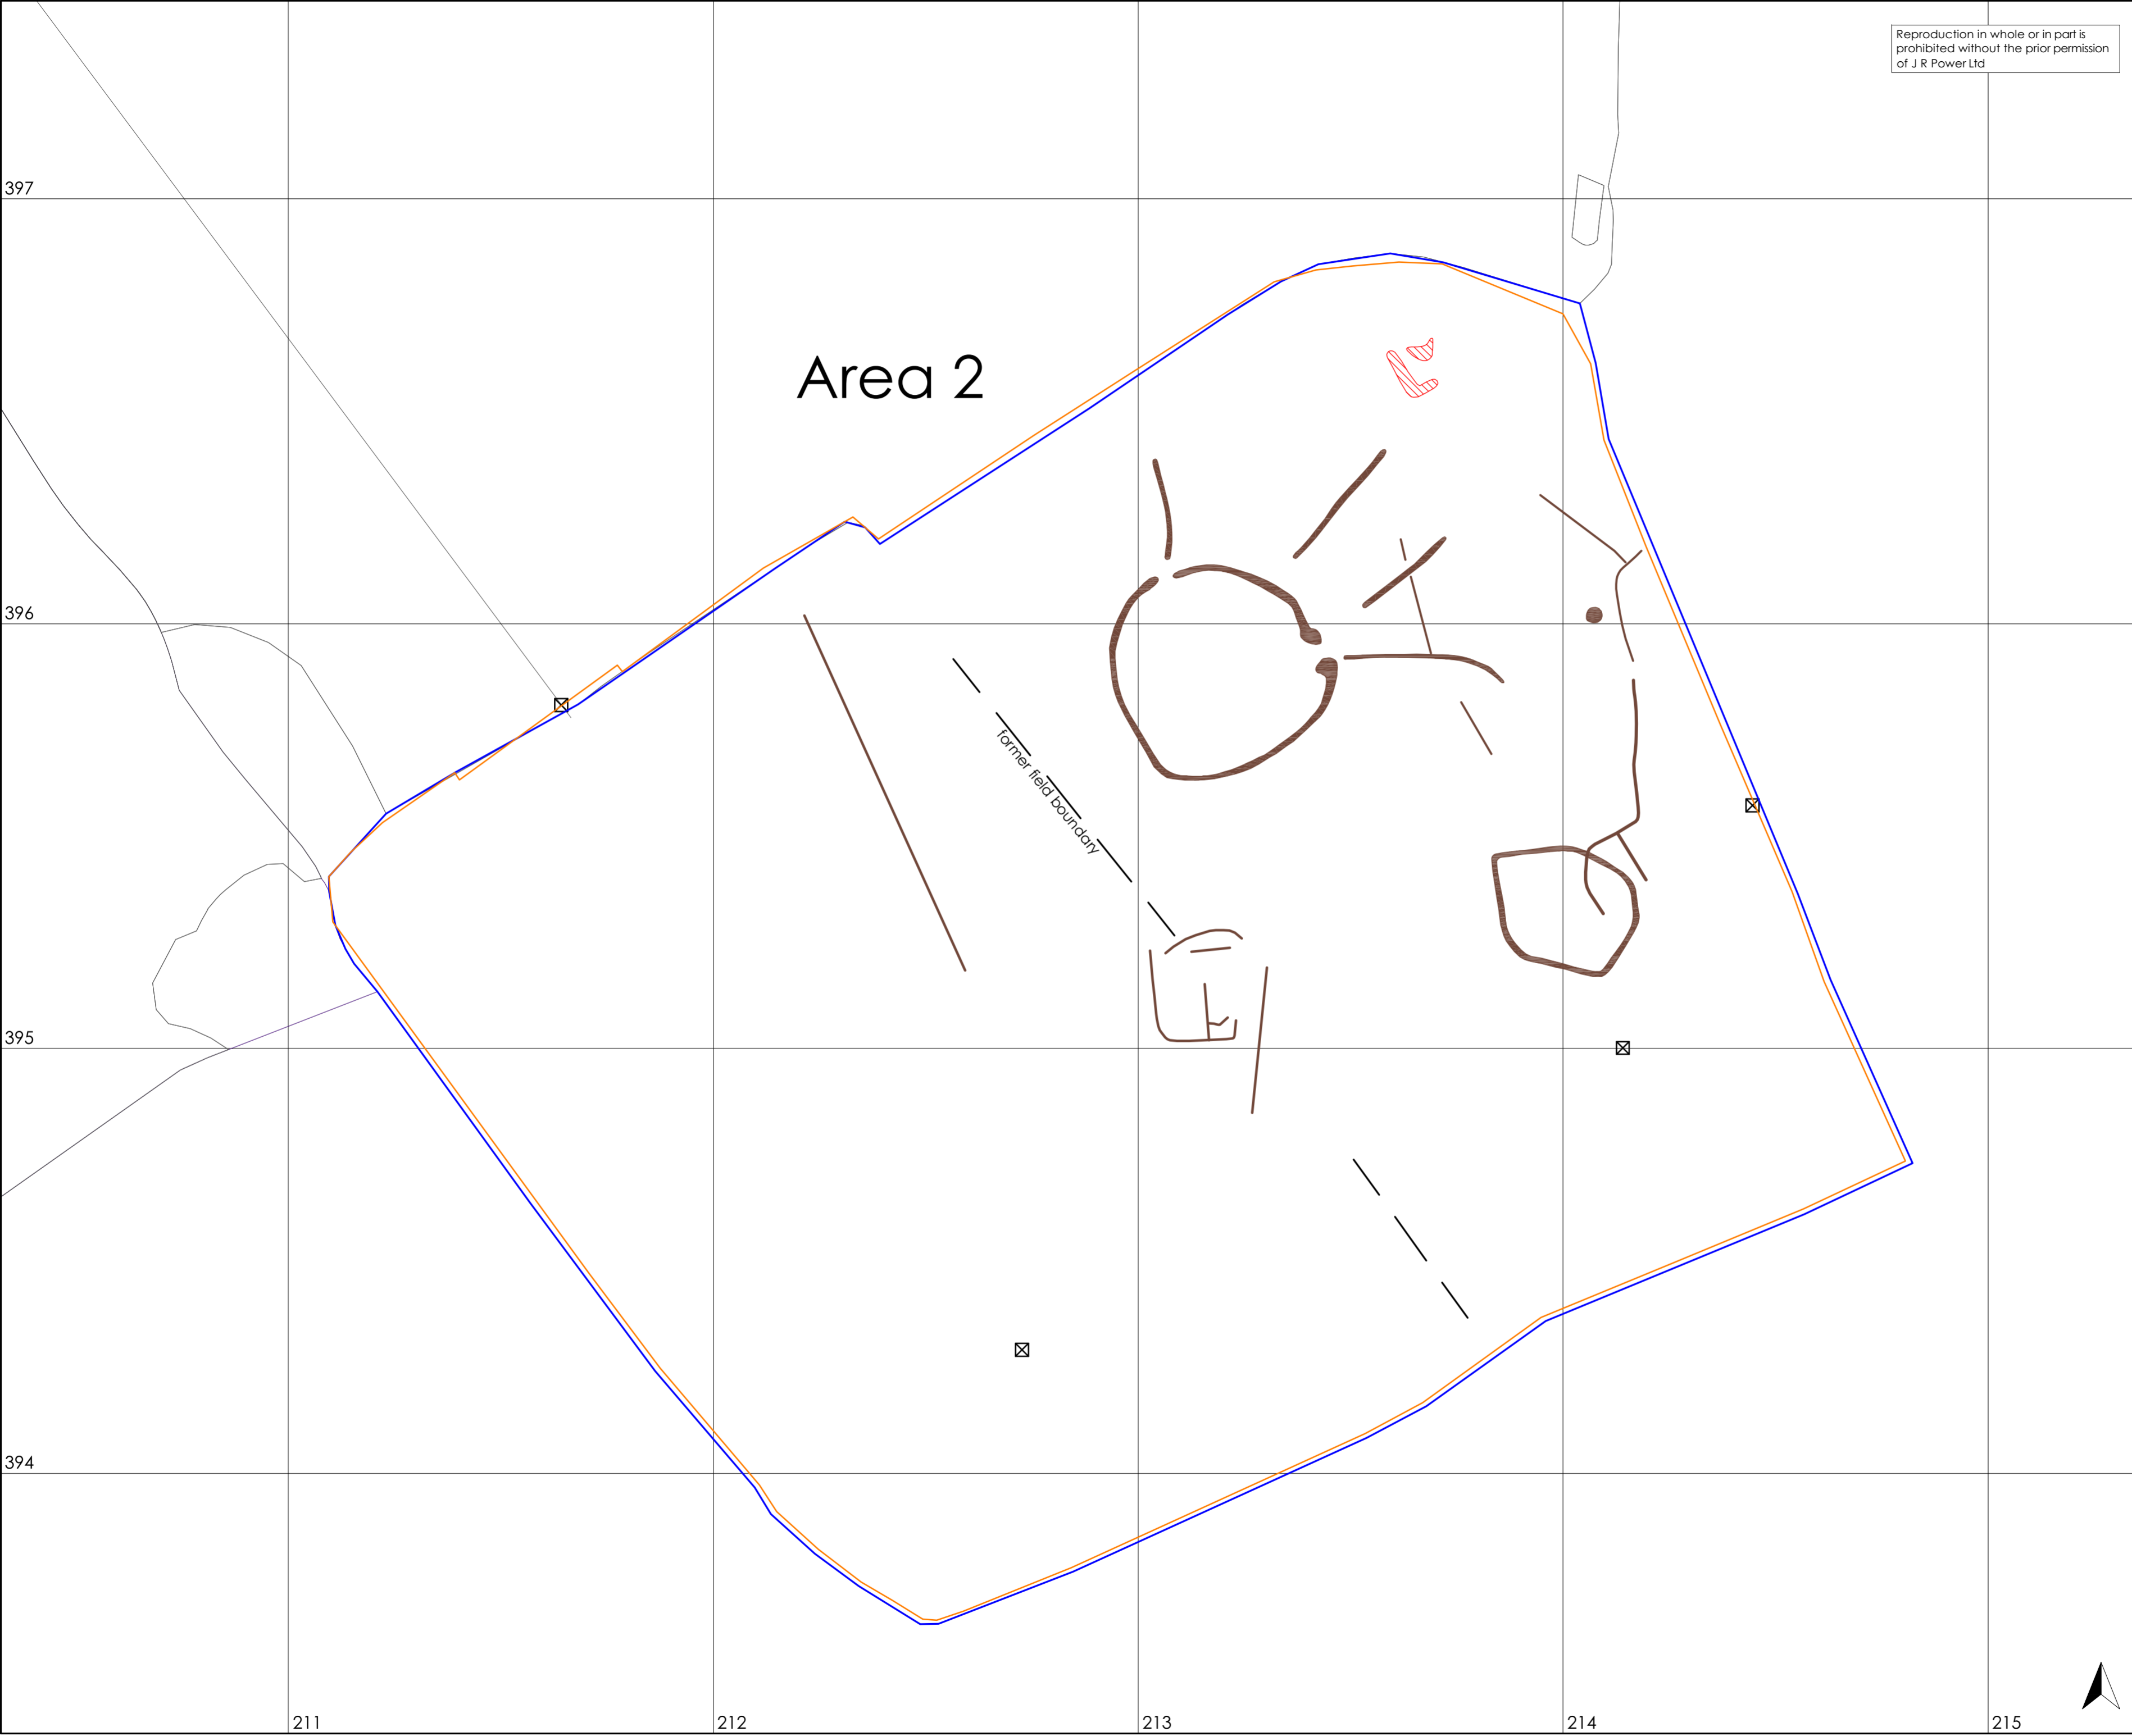 Reproduction in whole or in part is
prohibited without the prior permission
of J R Power Ltd
397
Area 2
396
former field boundary
395
394
211
212
213
214
215